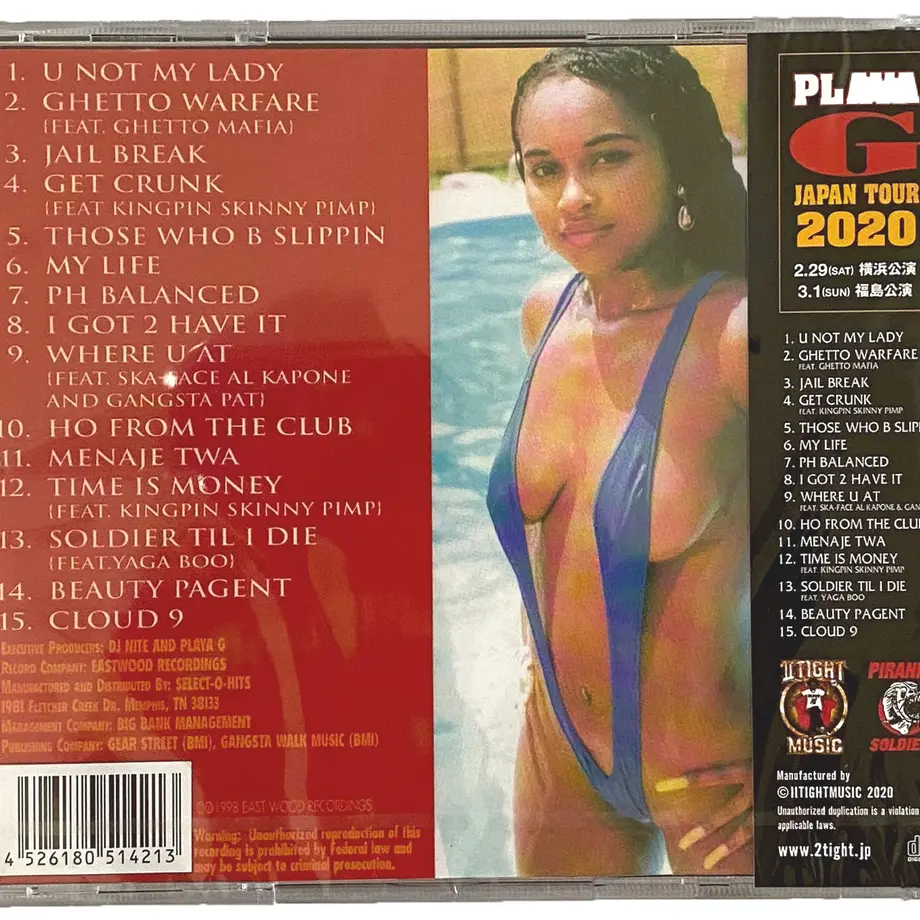 1. U NOT MY LADY
2. GHETTO WARFARE
(FEAT. GHETTO MAFIA)
3. JAIL BREAK
4. GET CRUNK
(FEAT KINGPIN SKINNY PIMP)
5. THOSE WHO B SLIPPIN
6. MY LIFE
7. PH BALANCED
8. I GOT 2 HAVE IT
9. WHERE U AT
(FEAT. SKA-FACE AL KAPONE
AND GANGSTA PAT)
10. HO FROM THE CLUB
11. MENAJE TWA
12. TIME IS MONEY
(FEAT. KINGPIN SKINNY PIMP)
13. SOLDIER TIL I DIE
(FEAT.YAGA BOO)
14. BEAUTY PAGENT
15. CLOUD 9
EXECUTIVE PRODUCERS: DJ NITE AND PLAYA G
RECORD COMPANY: EASTWOOD RECORDINGS
MANUFACTURED AND DISTRIBUTED BY: SELECT-O-HITS
1981 FLETCHER CREEK DR. MEMPHIS, TN 38133
MANAGEMENT COMPANY: BIG BANK MANAGEMENT
PUBLISHING COMPANY: GEAR STREET (BMI), GANGSTA WALK MUSIC (BMI)
1998 EAST WOOD RECORDINGS
Warning: Unauthorized reproduction of this
recording is prohibited by Federal law and
may be subject to criminal prosecution.
4 526180 514213
G
JAPAN TOUR
2020
2.29(SAT) 横浜公演
3.1(SUN) 福島公演
1. U NOT MY LADY
2. GHETTO WARFARE
FEAT. GHETTO MAFIA
3. JAIL BREAK
4. GET CRUNK
FEAT. KINGPIN SKINNY PIMP
5. THOSE WHO B
6. MY LIFE
7. PH BALANCED
8. I GOT 2 HAVE IT
9. WHERE U AT
FEAT. SKA-FACE AL KAPONE &
10. HO FROM THE
11. MENAJE TWA
12. TIME IS MONEY
FEAT. KINGPIN SKINNY PIMP
13. SOLDIER TIL I DIE
FEAT. YAGA BOO
14. BEAUTY PAGENT
15. CLOUD 9
IITIGHT
MUSIC
Manufactured by
©IITIGHTMUSIC 2020
Unauthorized duplication is a violation
applicable laws.
www.2tight.jp